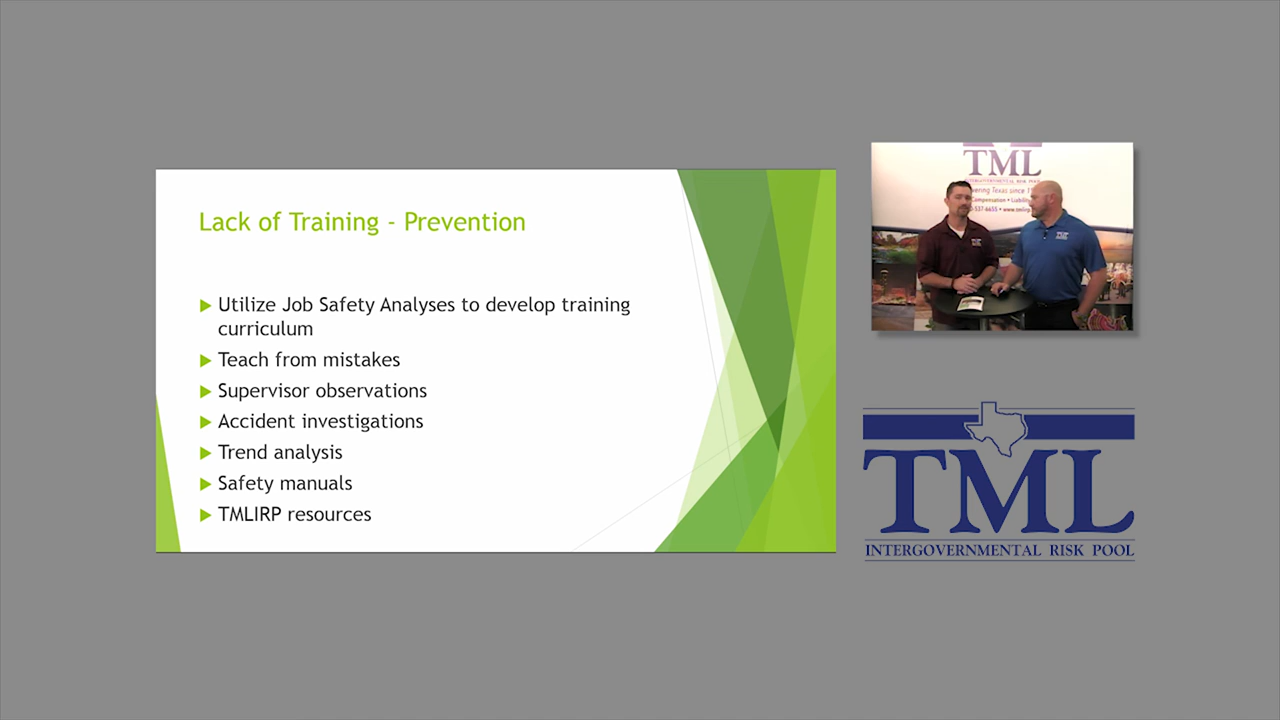 Lack of Training - Prevention
Utilize Job Safety Analyses to develop training
curriculum
Teach from mistakes
Supervisor observations
Accident investigations
Trend analysis
Safety manuals
TMLIRP resources
TML
TML
INTERGOVERNMENTAL RISK POOL